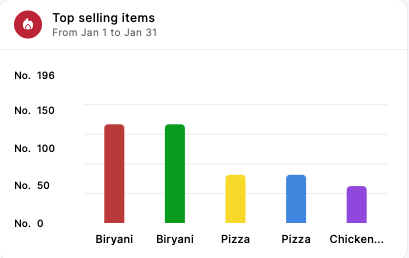 Top selling items
From Jan 1 to Jan 31
No. 196
No. 150
No. 100
No. 50
No. 0
Biryani Biryani Pizza Pizza Chicken...